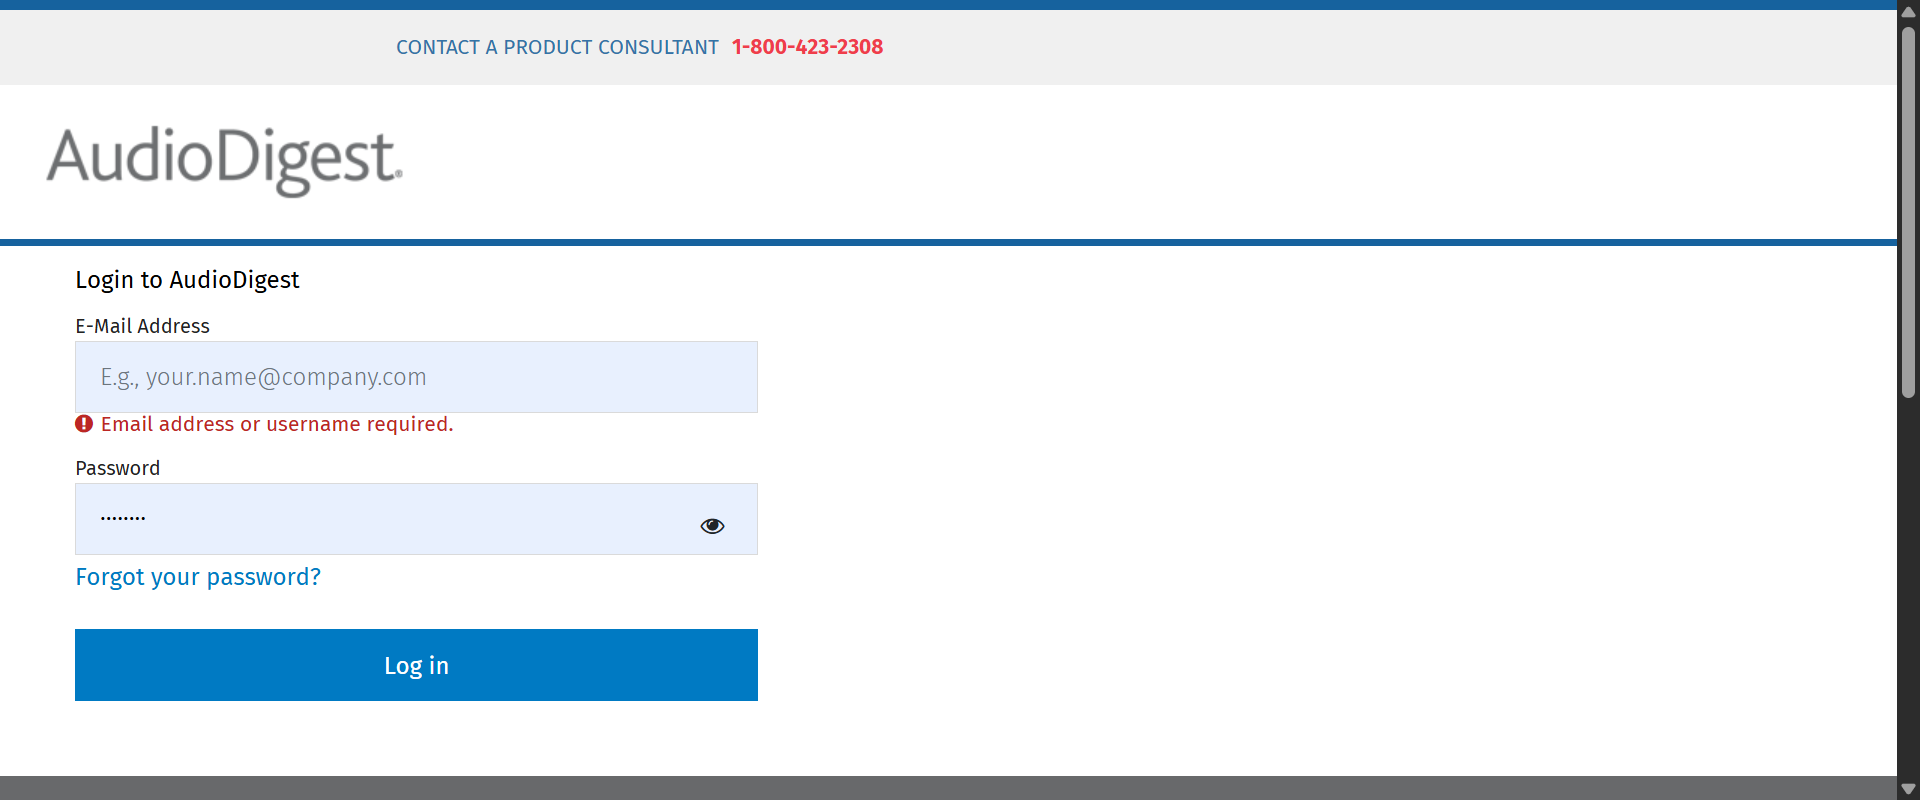 CONTACT A PRODUCT CONSULTANT 1-800-423-2308
AudioDigest®
Login to AudioDigest
E-Mail Address
E.g., your.name@company.com
Email address or username required.
Password
········
Forgot your password?
Log in